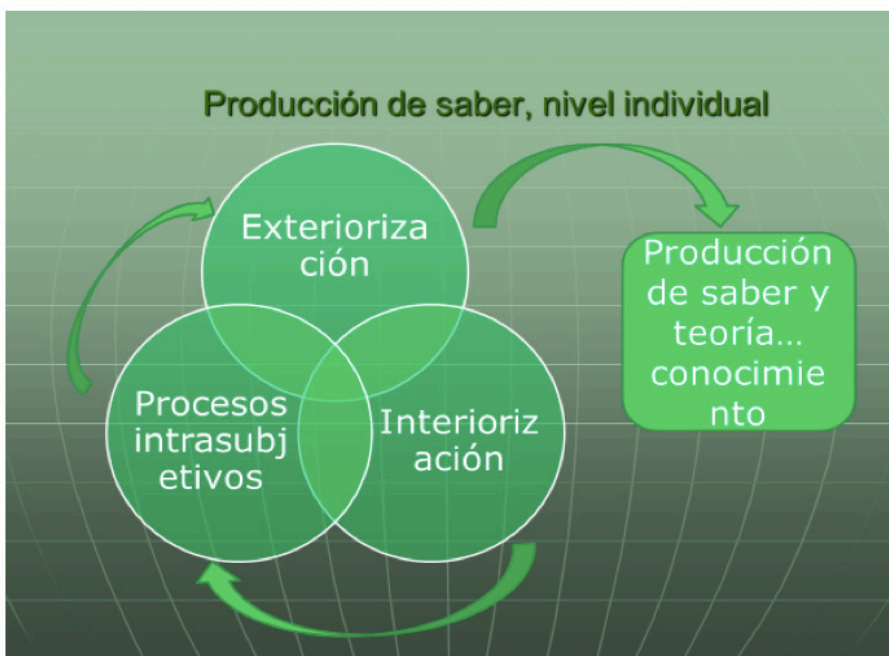 Producción de saber, nivel individual
Exterioriza
ción
Procesos
intrasubj
etivos
Interioriz
ación
Producción
de saber y
teoría...
conocimie
nto